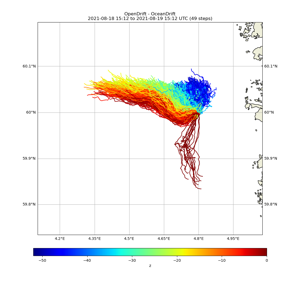 OpenDrift - OceanDrift
2021-08-18 15:12 to 2021-08-19 15:12 UTC (49 steps)
60.1°N 60.1°N
60°N 60°N
59.9°N 59.9°N
59.8°N 59.8°N
4.2°E 4.35°E 4.5°E 4.65°E 4.8°E 4.95°E
−50 −40 −30 −20 −10 0
z